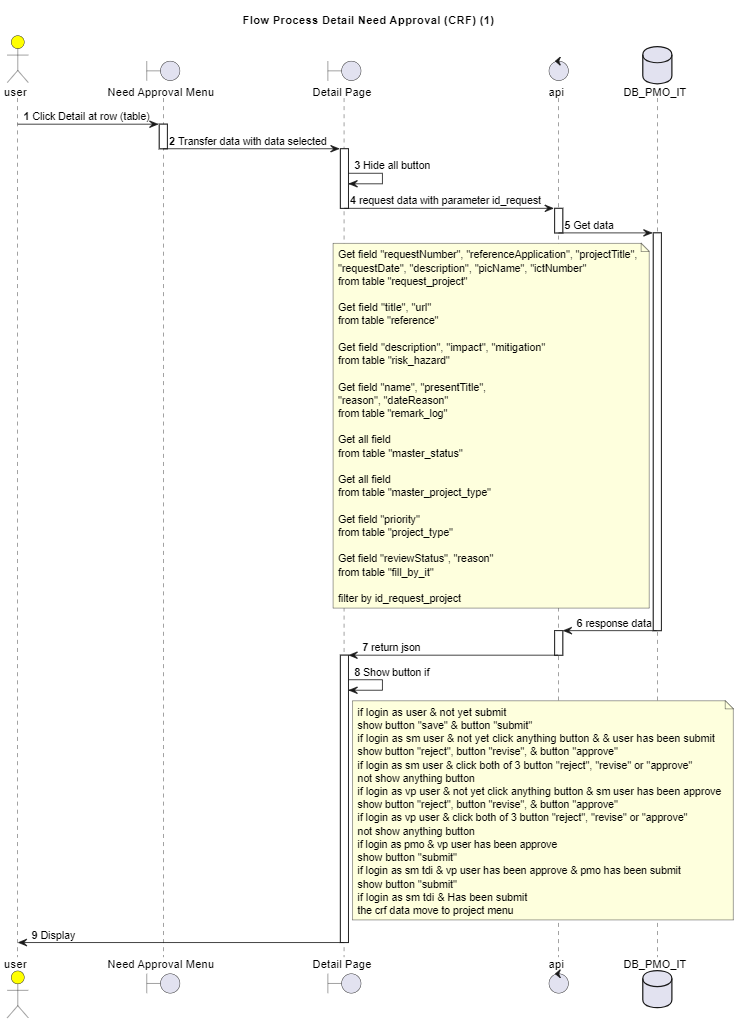 Flow Process Detail Need Approval (CRF) (1)
user
Need Approval Menu
Detail Page
api
DB_PMO_IT
1 Click Detail at row (table)
2 Transfer data with data selected
3 Hide all button
4 request data with parameter id_request
5 Get data
Get field "requestNumber", "referenceApplication", "projectTitle",
"requestDate", "description", "picName", "ictNumber"
from table "request_project"
Get field "title", "url"
from table "reference"
Get field "description", "impact", "mitigation"
from table "risk_hazard"
Get field "name", "presentTitle",
"reason", "dateReason"
from table "remark_log"
Get all field
from table "master_status"
Get all field
from table "master_project_type"
Get field "priority"
from table "project_type"
Get field "reviewStatus", "reason"
from table "fill_by_it"
filter by id_request_project
6 response data
7 return json
8 Show button if
if login as user & not yet submit
show button "save" & button "submit"
if login as sm user & not yet click anything button & & user has been submit
show button "reject", button "revise", & button "approve"
if login as sm user & click both of 3 button "reject", "revise" or "approve"
not show anything button
if login as vp user & not yet click anything button & sm user has been approve
show button "reject", button "revise", & button "approve"
if login as vp user & click both of 3 button "reject", "revise" or "approve"
not show anything button
if login as pmo & vp user has been approve
show button "submit"
if login as sm tdi & vp user has been approve & pmo has been submit
show button "submit"
if login as sm tdi & Has been submit
the crf data move to project menu
9 Display
user
Need Approval Menu
Detail Page
api
DB_PMO_IT